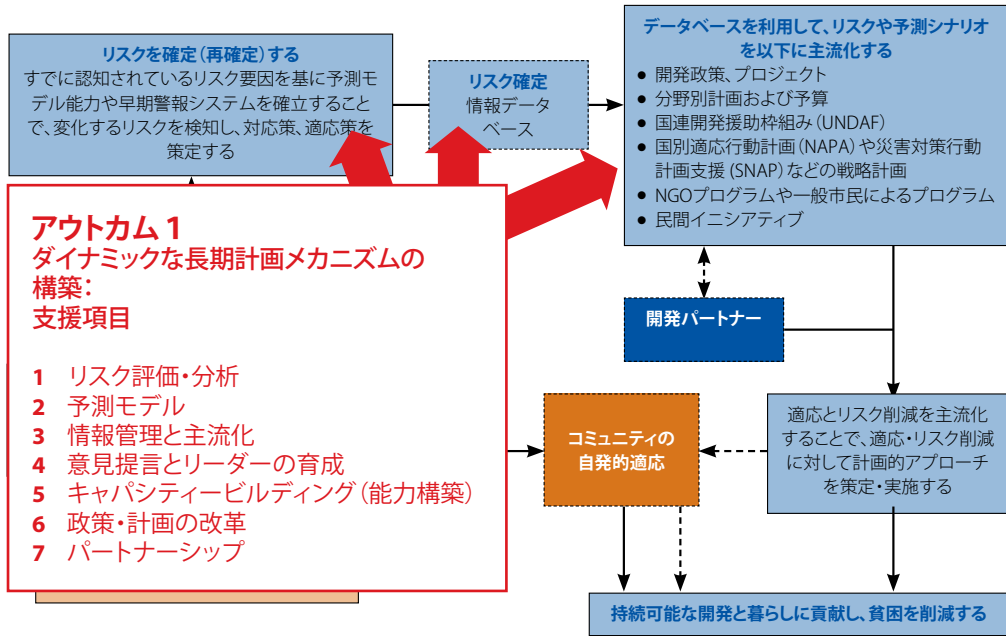 リスクを確定（再確定）する
すでに認知されているリスク要因を基に予測モ
デル能力や早期警報システムを確立すること
で、変化するリスクを検知し、対応策、適応策を
策定する
リスク確定
情報データ
ベース
データベースを利用して、リスクや予測シナリオ
を以下に主流化する
● 開発政策、プロジェクト
● 分野別計画および予算
● 国連開発援助枠組み（UNDAF）
● 国別適応行動計画（NAPA）や災害対策行動
計画支援（SNAP）などの戦略計画
● NGOプログラムや一般市民によるプログラム
● 民間イニシアティブ
アウトカム 1
ダイナミックな長期計画メカニズムの
構築：
支援項目
1 リスク評価・分析
2 予測モデル
3 情報管理と主流化
4 意見提言とリーダーの育成
5 キャパシティービルディング（能力構築）
6 政策・計画の改革
7 パートナーシップ
開発パートナー
コミュニティの
自発的適応
適応とリスク削減を主流化
することで、適応・リスク削減
に対して計画的アプローチ
を策定・実施する
持続可能な開発と暮らしに貢献し、貧困を削減する